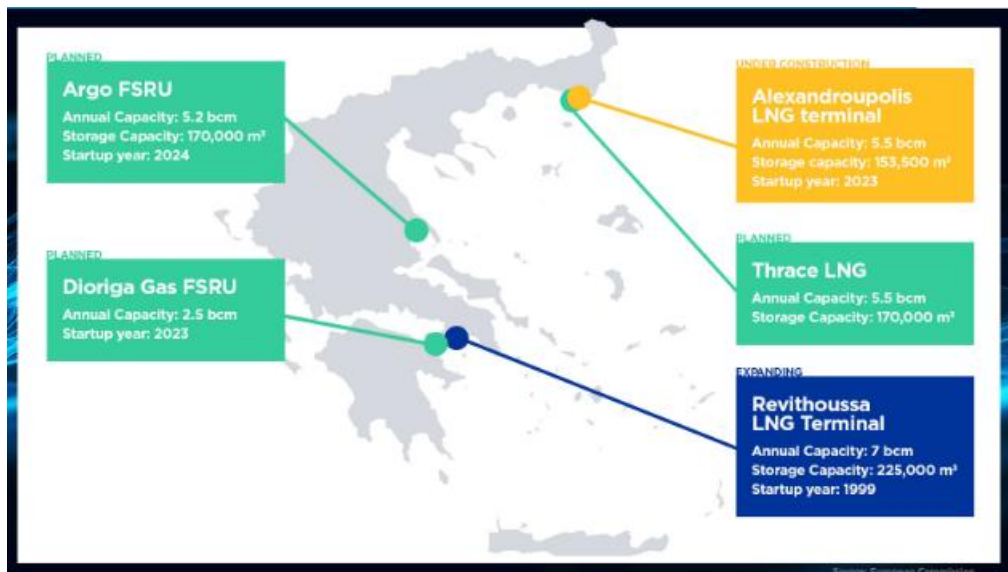 PLANNED
Argo FSRU
Annual Capacity: 5.2 bcm
Storage Capacity: 170,000 m³
Startup year: 2024
PLANNED
Dioriga Gas FSRU
Annual Capacity: 2.5 bcm
Startup year: 2023
UNDER CONSTRUCTION
Alexandroupolis
LNG terminal
Annual Capacity: 5.5 bcm
Storage capacity: 153,500 m³
Startup year: 2023
PLANNED
Thrace LNG
Annual Capacity: 5.5 bcm
Storage Capacity: 170,000 m³
EXPANDING
Revithoussa
LNG Terminal
Annual Capacity: 7 bcm
Storage Capacity: 225,000 m³
Startup year: 1999
Source: European Commission